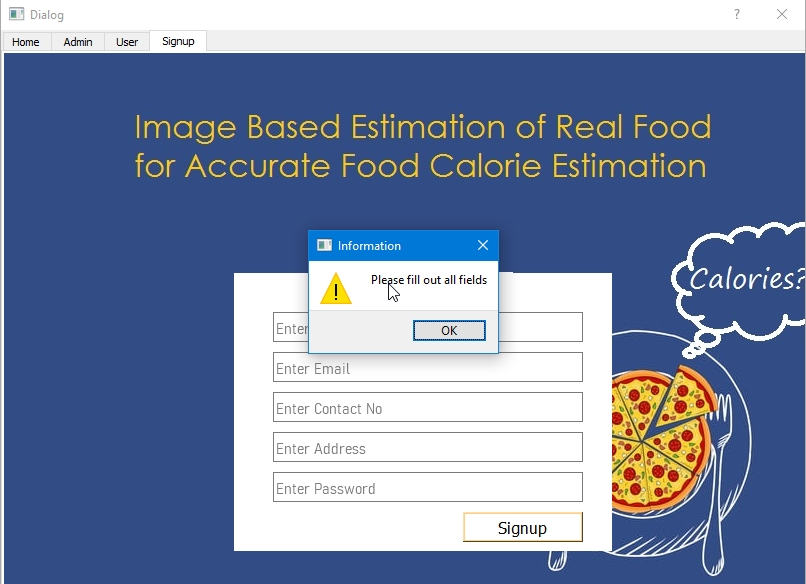 Dialog
?
Home
Admin
User
Signup
Image Based Estimation of Real Food
for Accurate Food Calorie Estimation
Calories?
Information
Please fill out all fields
OK
Enter
Enter Email
Enter Contact No
Enter Address
Enter Password
Signup